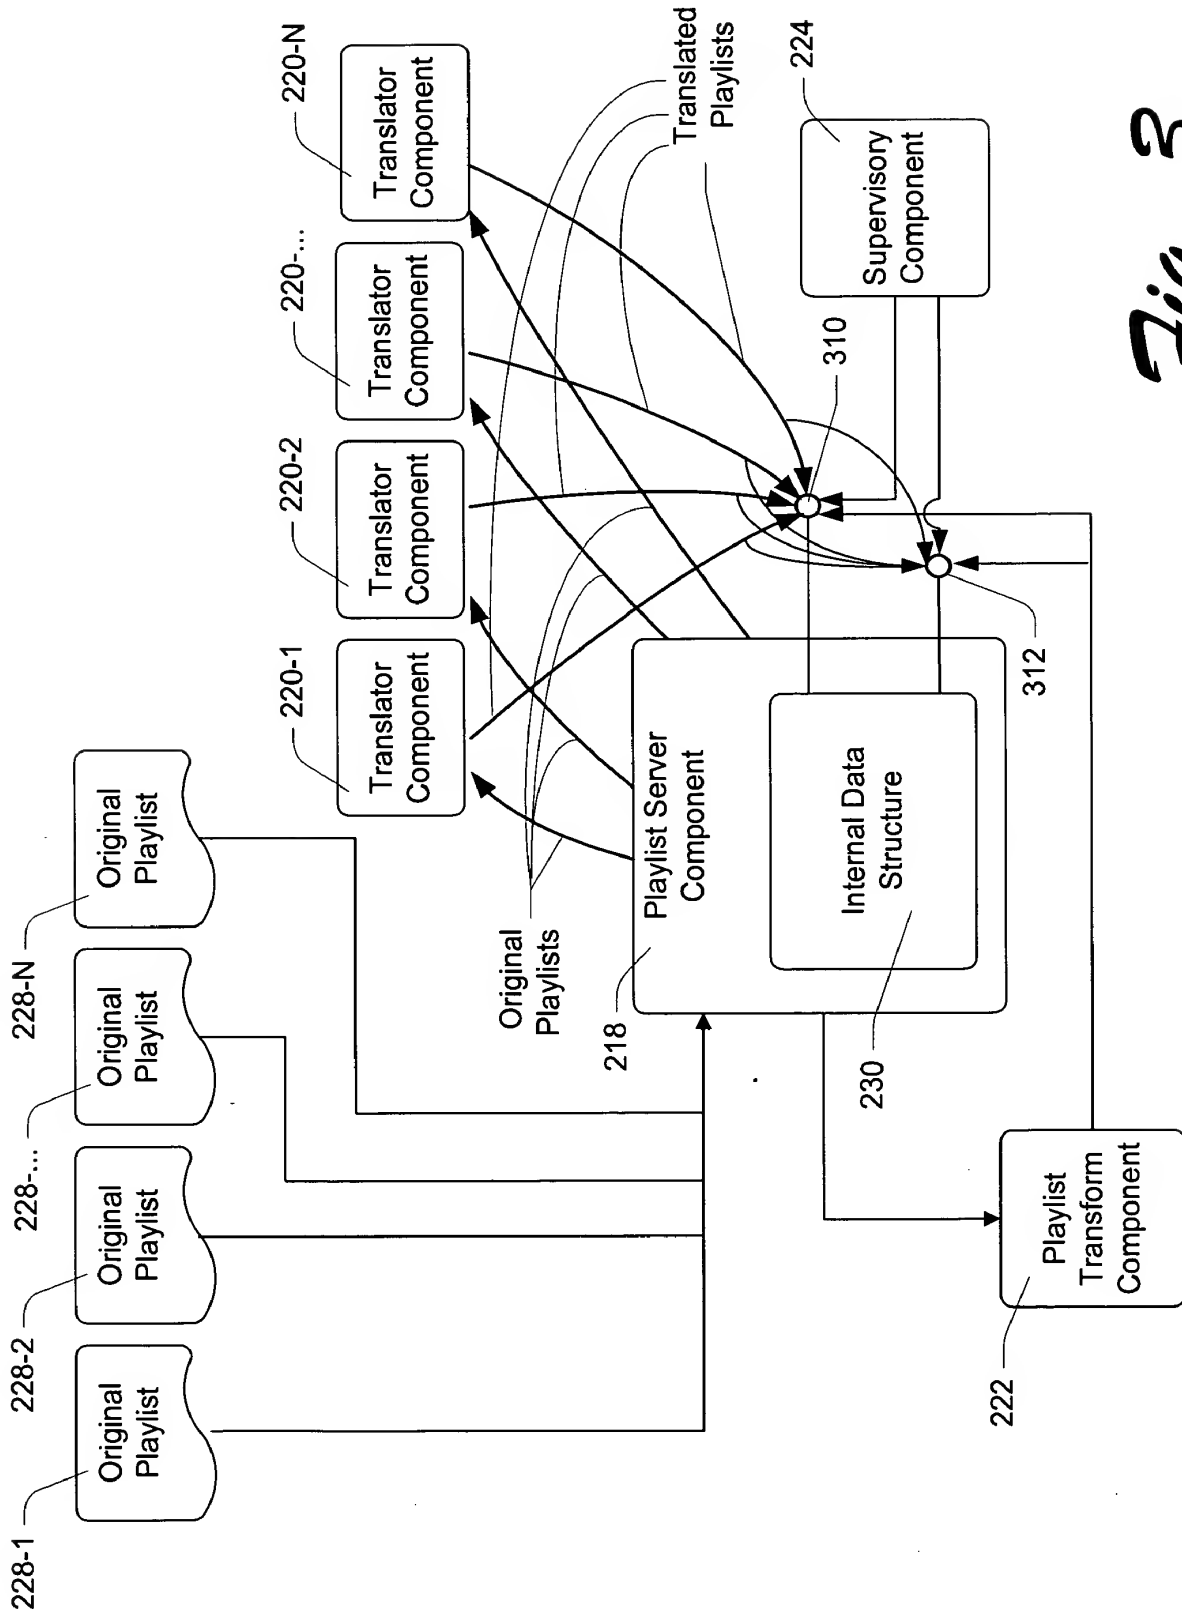 228-1
228-2
228-...
228-N
Original
Playlist
Original
Playlist
Original
Playlist
Original
Playlist
220-1
220-2
220-...
220-N
Translator
Component
Translator
Component
Translator
Component
Translator
Component
Original
Playlists
Translated
Playlists
218
Playlist Server
Component
230
Internal Data
Structure
310
312
224
Supervisory
Component
222
Playlist
Transform
Component
Fig. 3